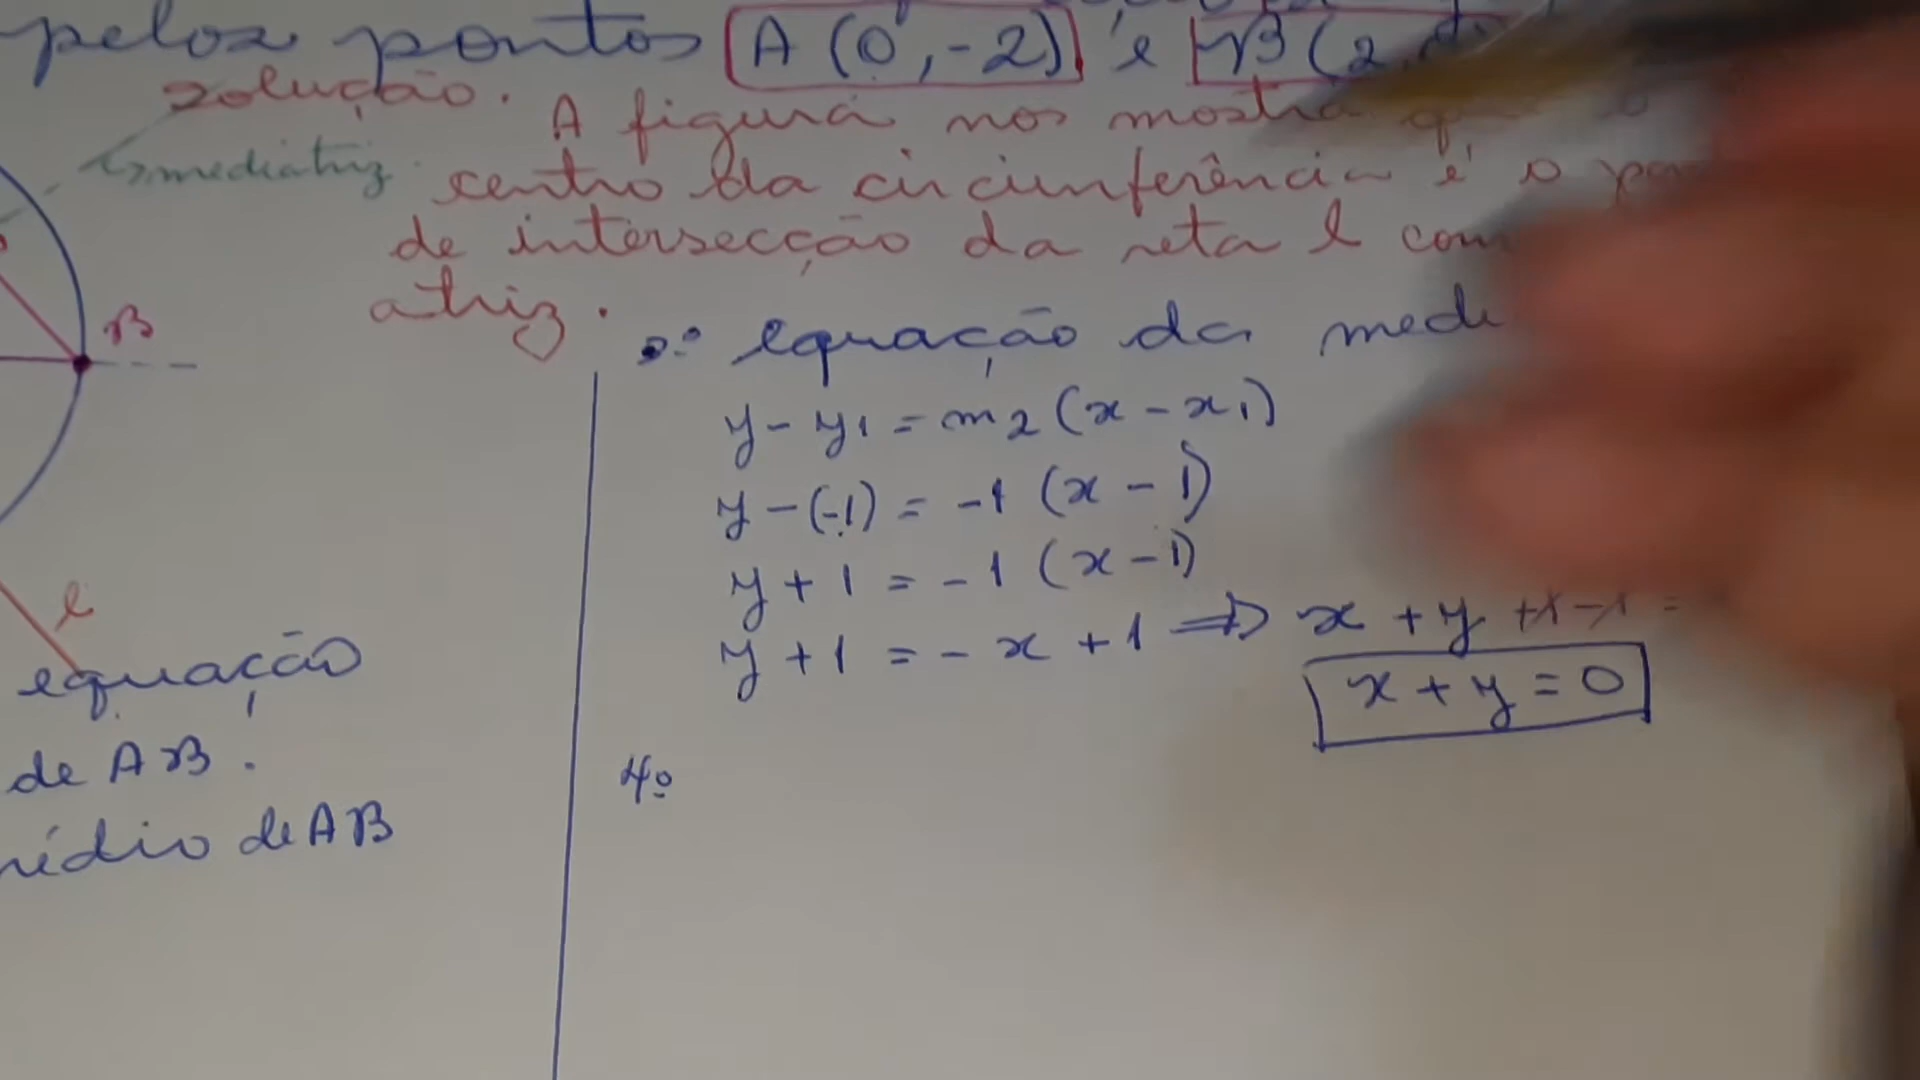 pelos pontos A (0, -2) e B (2,
solução.
A figura nos mostra
mediatriz
centro da circunferência é o
de intersecção da reta l com
atriz.
B
equação da medi
y - y1 = m2 (x - x1)
y - (-1) = -1 (x - 1)
y + 1 = -1 (x - 1)
y + 1 = - x + 1 ⇒ x + y + 1 - 1 =
x + y = 0
l
equação
de AB.
4º
médio de AB